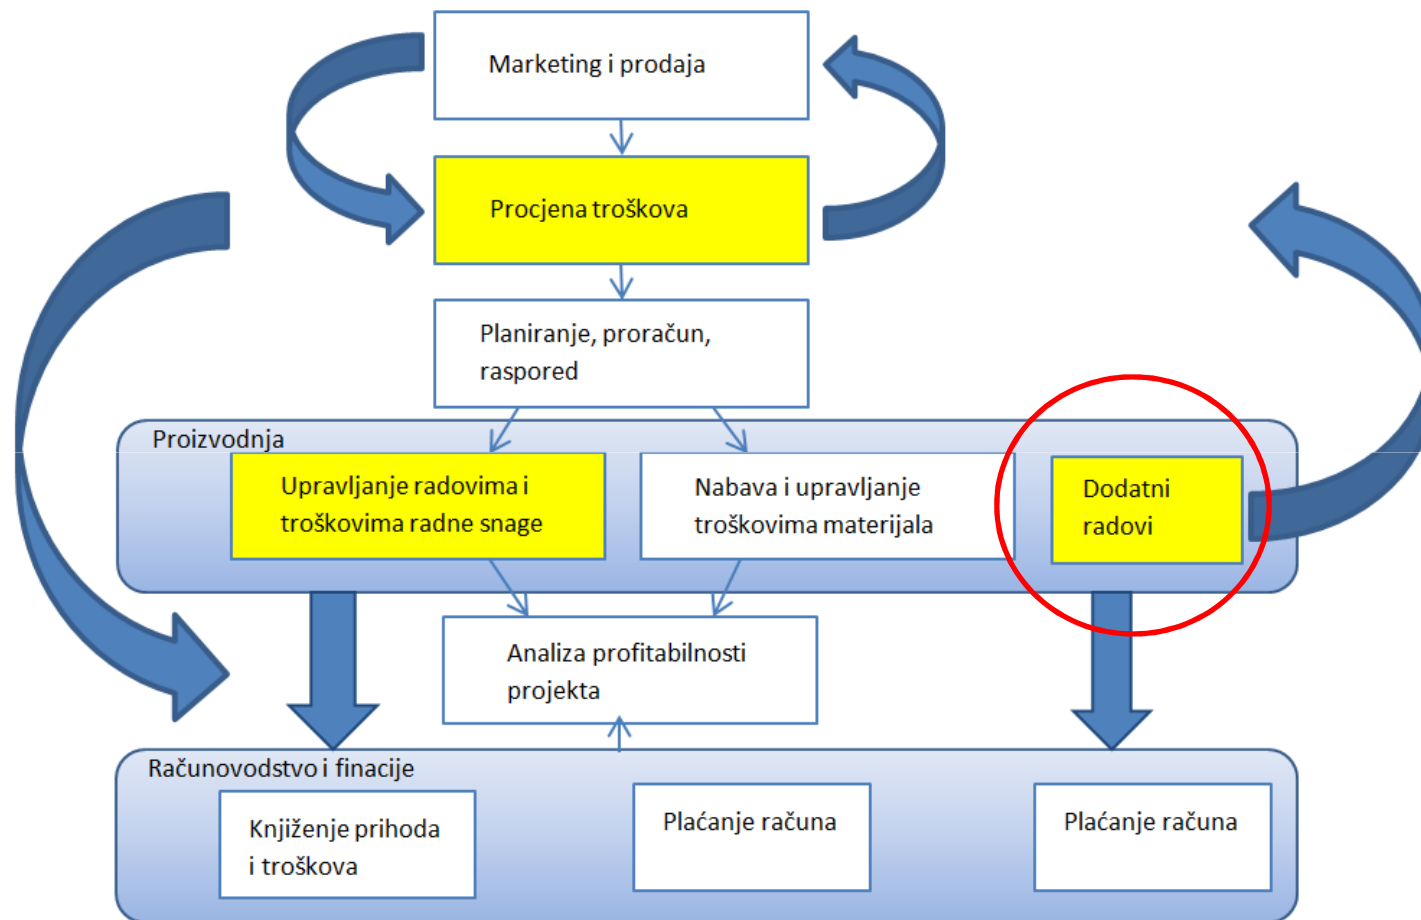 Marketing i prodaja
Procjena troškova
Planiranje, proračun,
raspored
Proizvodnja
Upravljanje radovima i
troškovima radne snage
Nabava i upravljanje
troškovima materijala
Dodatni
radovi
Analiza profitabilnosti
projekta
Računovodstvo i finacije
Knjiženje prihoda
i troškova
Plaćanje računa
Plaćanje računa